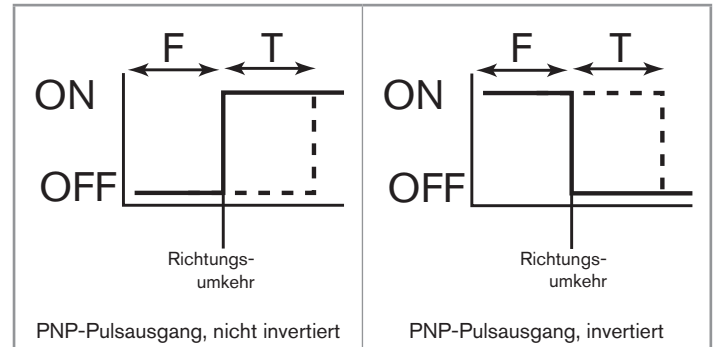 F T
ON
OFF
Richtungs-
umkehr
PNP-Pulsausgang, nicht invertiert
F T
ON
OFF
Richtungs-
umkehr
PNP-Pulsausgang, invertiert